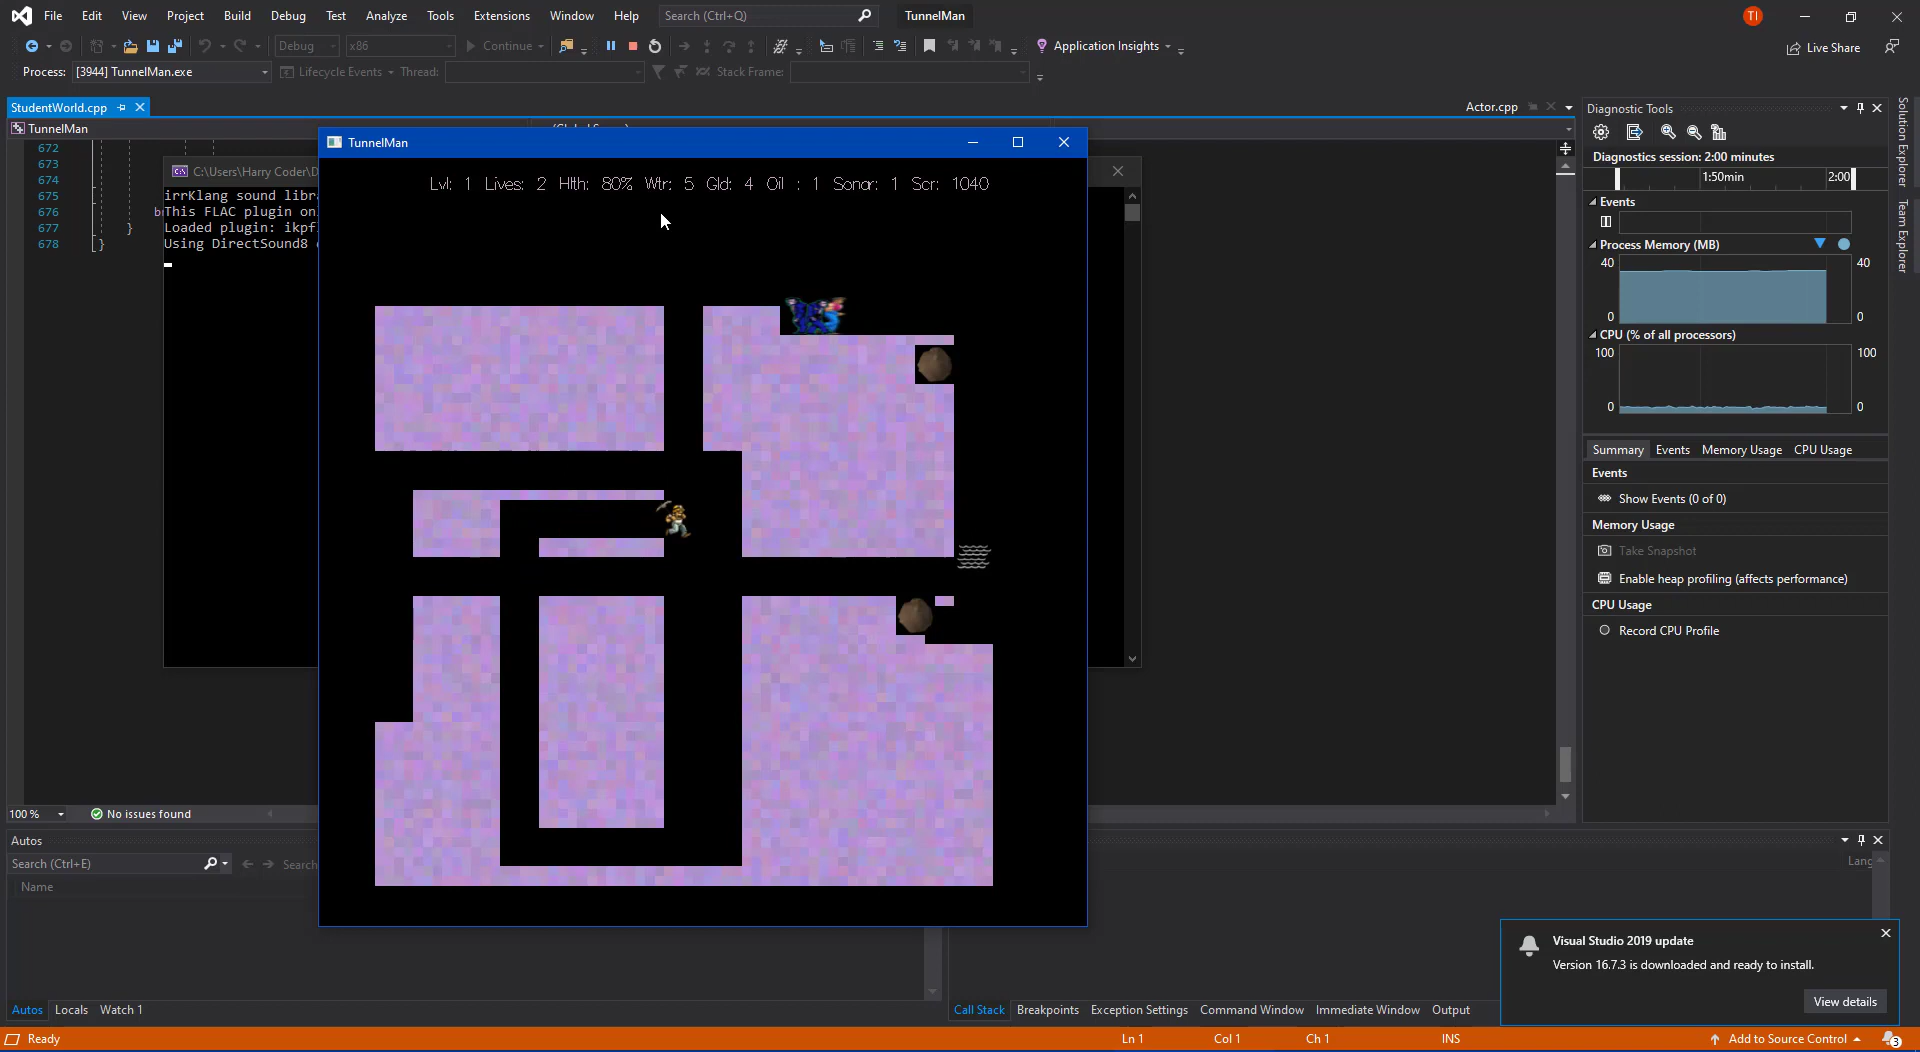 File Edit View Project Build Debug Test Analyze Tools Extensions Window Help Search (Ctrl+Q) TunnelMan TI
Debug x86 Continue Application Insights Live Share
Process: [3944] TunnelMan.exe Lifecycle Events Thread: Stack Frame:
StudentWorld.cpp Actor.cpp
TunnelMan
672
673
674
675
676
677 }
678 }
C:\Users\Harry Coder\D
irrKlang sound libra
This FLAC plugin on
Loaded plugin: ikpf
Using DirectSound8
TunnelMan
Lvl: 1 Lives: 2 Hlth: 80% Wtr: 5 Gld: 4 Oil : 1 Sonar: 1 Scr: 1040
Diagnostic Tools
Diagnostics session: 2:00 minutes
1:50min 2:00
Events
Process Memory (MB)
40 40
0 0
CPU (% of all processors)
100 100
0 0
Summary Events Memory Usage CPU Usage
Events
Show Events (0 of 0)
Memory Usage
Take Snapshot
Enable heap profiling (affects performance)
CPU Usage
Record CPU Profile
Solution Explorer
Team Explorer
100 % No issues found
Autos
Search (Ctrl+E) Search
Name
Lang
Autos Locals Watch 1
Call Stack Breakpoints Exception Settings Command Window Immediate Window Output
Visual Studio 2019 update
Version 16.7.3 is downloaded and ready to install.
View details
Ready Ln 1 Col 1 Ch 1 INS Add to Source Control 3